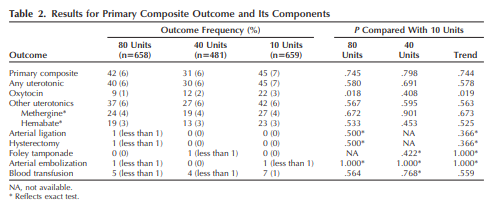 Table 2. Results for Primary Composite Outcome and Its Components
Outcome Frequency (%) P Compared With 10 Units
80 Units 40 Units 10 Units 80 40
Outcome (n=658) (n=481) (n=659) Units Units Trend
Primary composite 42 (6) 31 (6) 45 (7) .745 .798 .744
Any uterotonic 40 (6) 30 (6) 45 (7) .580 .691 .578
Oxytocin 9 (1) 12 (2) 22 (3) .018 .408 .019
Other uterotonics 37 (6) 27 (6) 42 (6) .567 .595 .563
Methergine* 24 (4) 19 (4) 27 (4) .672 .901 .673
Hemabate* 19 (3) 13 (3) 23 (3) .533 .453 .525
Arterial ligation 1 (less than 1) 0 (0) 0 (0) .500* NA .366*
Hysterectomy 1 (less than 1) 0 (0) 0 (0) .500* NA .366*
Foley tamponade 0 (0) 1 (less than 1) 0 (0) NA .422* 1.000*
Arterial embolization 1 (less than 1) 0 (0) 1 (less than 1) 1.000* 1.000* 1.000*
Blood transfusion 5 (less than 1) 4 (less than 1) 7 (1) .564 .768* .559
NA, not available.
* Reflects exact test.